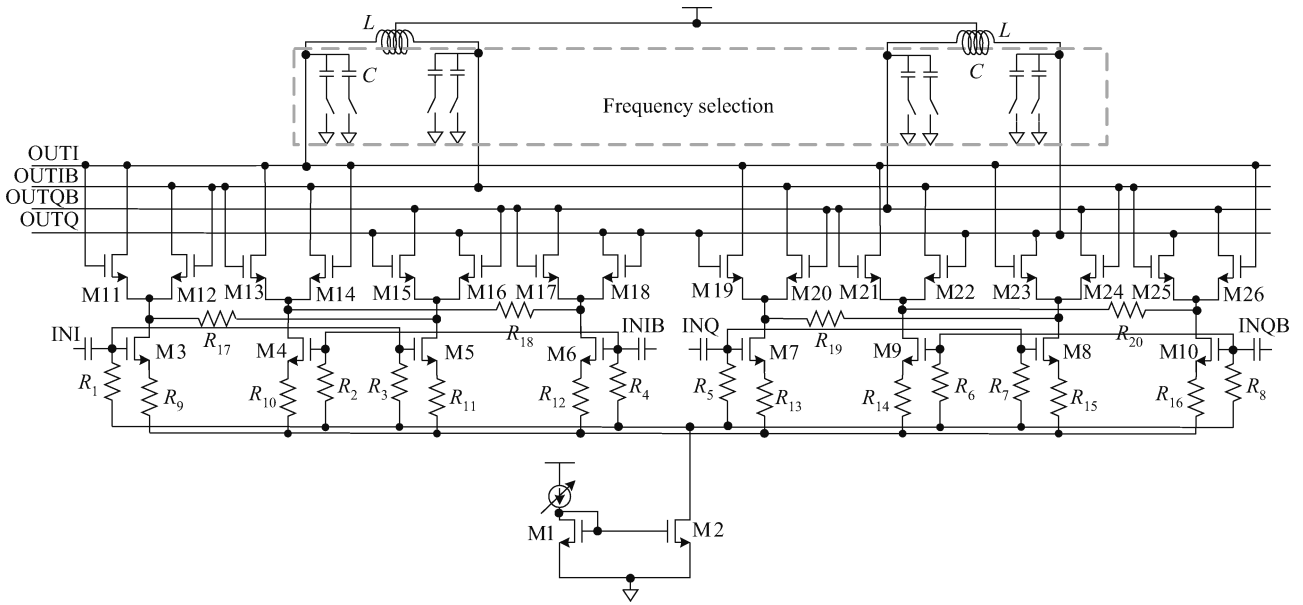 L
L
C
C
Frequency selection
OUTI
OUTIB
OUTQB
OUTQ
M11 M12 M13 M14 M15 M16 M17 M18 M19 M20 M21 M22 M23 M24 M25 M26
R17 R18 R19 R20
INI M3 M4 M5 M6 INIB INQ M7 M9 M8 M10 INQB
R1 R9 R10 R2 R3 R11 R12 R4 R5 R13 R14 R6 R7 R15 R16 R8
M1 M2